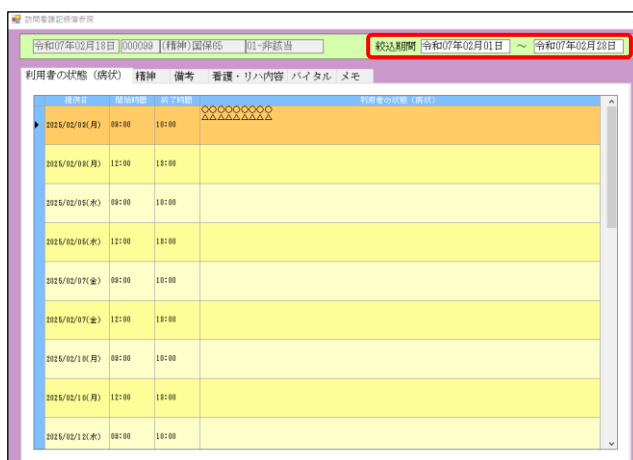 訪問看護記録簿参照
令和07年02月18日 000099 (精神)国保65 01-非該当 絞込期間 令和07年02月01日 ～ 令和07年02月28日
利用者の状態（病状） 精神 備考 看護・リハ内容 バイタル メモ
提供日 開始時間 終了時間 利用者の状態（病状）
○○○○○○○○○
2025/02/03(月) 09:00 10:00 △△△△△△△△△
2025/02/03(月) 12:00 13:00
2025/02/05(水) 09:00 10:00
2025/02/05(水) 12:00 13:00
2025/02/07(金) 09:00 10:00
2025/02/07(金) 12:00 13:00
2025/02/10(月) 09:00 10:00
2025/02/10(月) 12:00 13:00
2025/02/12(水) 09:00 10:00